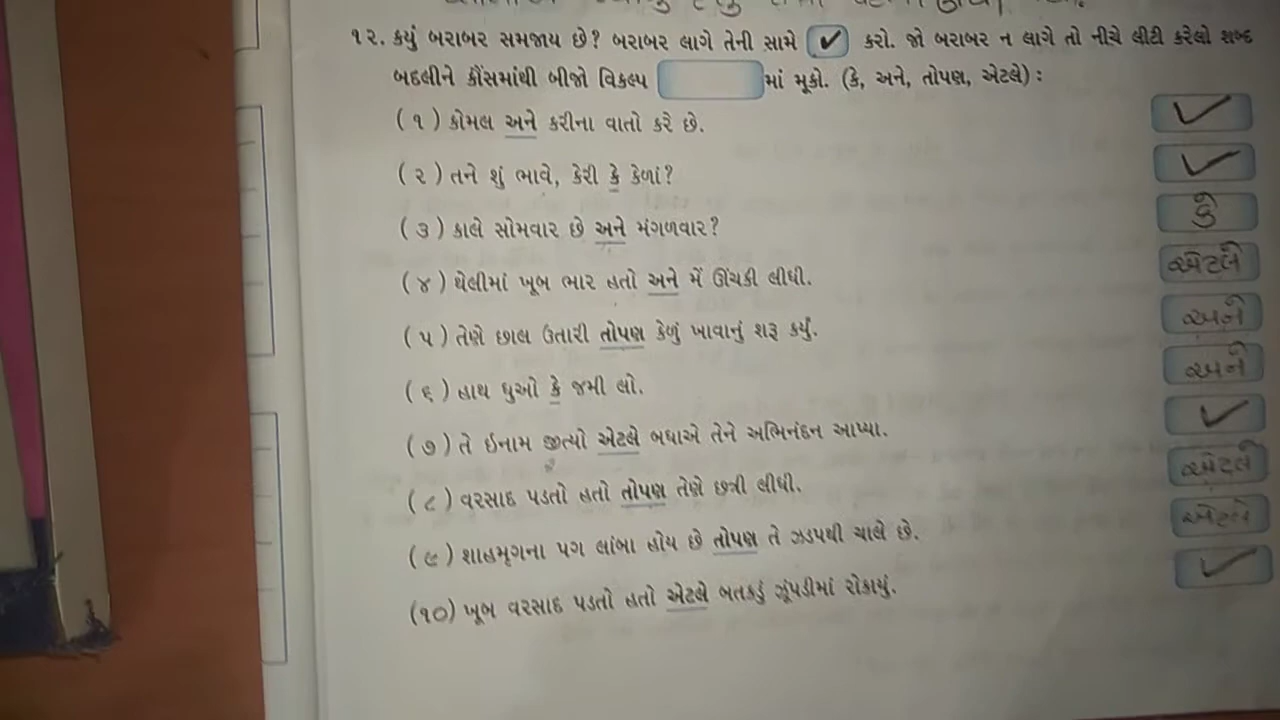 ૧૨. કયું બરાબર સમજાય છે? બરાબર લાગે તેની સામે ✓ કરો. જો બરાબર ન લાગે તો નીચે લીટી કરેલો શબ્દ
બદલીને કૌંસમાંથી બીજો વિકલ્પ માં મૂકો. (કે, અને, તોપણ, એટલે) :
(૧) કોમલ અને કરીના વાતો કરે છે. ✓
(૨) તને શું ભાવે, કેરી કે કેળાં? ✓
(૩) કાલે સોમવાર છે અને મંગળવાર? કે
(૪) થેલીમાં ખૂબ ભાર હતો અને મેં ઊંચકી લીધી. એટલે
(૫) તેણે છાલ ઉતારી તોપણ કેળું ખાવાનું શરૂ કર્યું. અને
(૬) હાથ ધુઓ કે જમી લો. અને
(૭) તે ઇનામ જીત્યો એટલે બધાએ તેને અભિનંદન આપ્યા. ✓
(૮) વરસાદ પડતો હતો તોપણ તેણે છત્રી લીધી. એટલે
(૯) શાહમૃગના પગ લાંબા હોય છે તોપણ તે ઝડપથી ચાલે છે. એટલે
(૧૦) ખૂબ વરસાદ પડતો હતો એટલે બતકડું ઝૂંપડીમાં રોકાયું. ✓